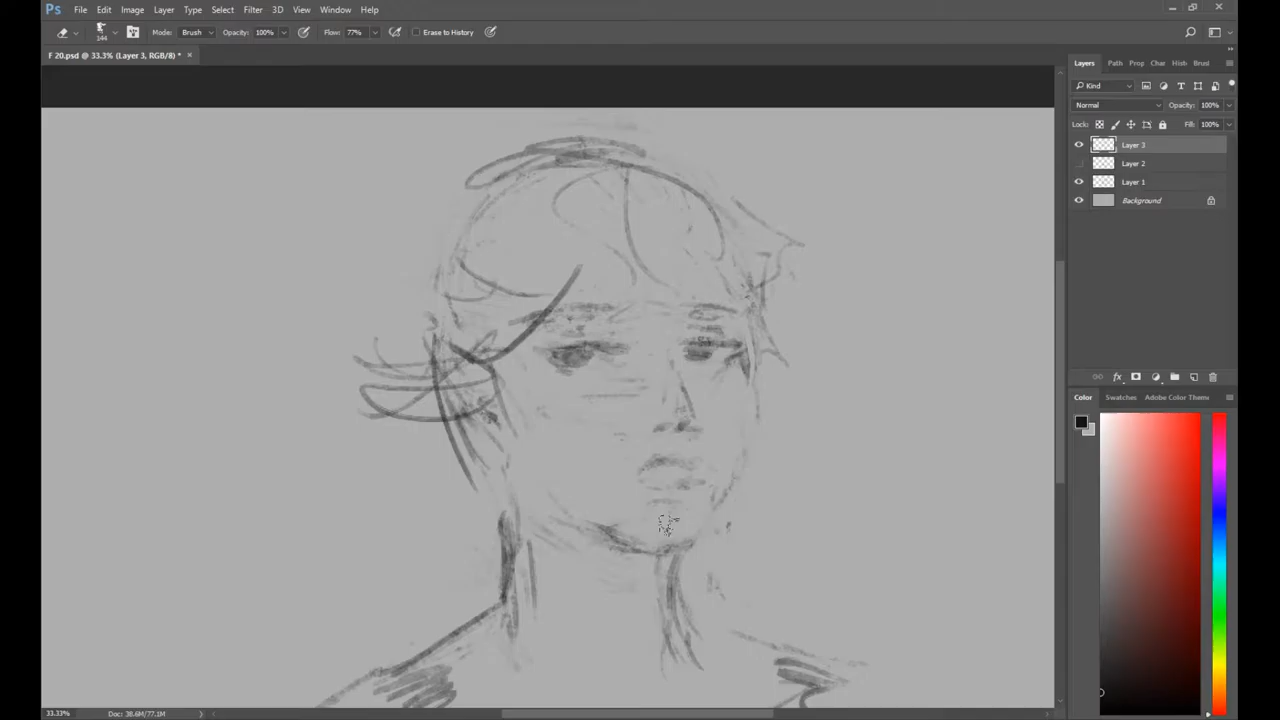 Ps File Edit Image Layer Type Select Filter 3D View Window Help
144 Mode: Brush Opacity: 100% Flow: 77% Erase to History
F 20.psd @ 33.3% (Layer 3, RGB/8) * ×
Layers Path Prop Char Hist Brus
Kind
Normal Opacity: 100%
Lock: Fill: 100%
Layer 3
Layer 2
Layer 1
Background
fx
Color Swatches Adobe Color Theme
33.33% Doc: 38.6M/77.1M